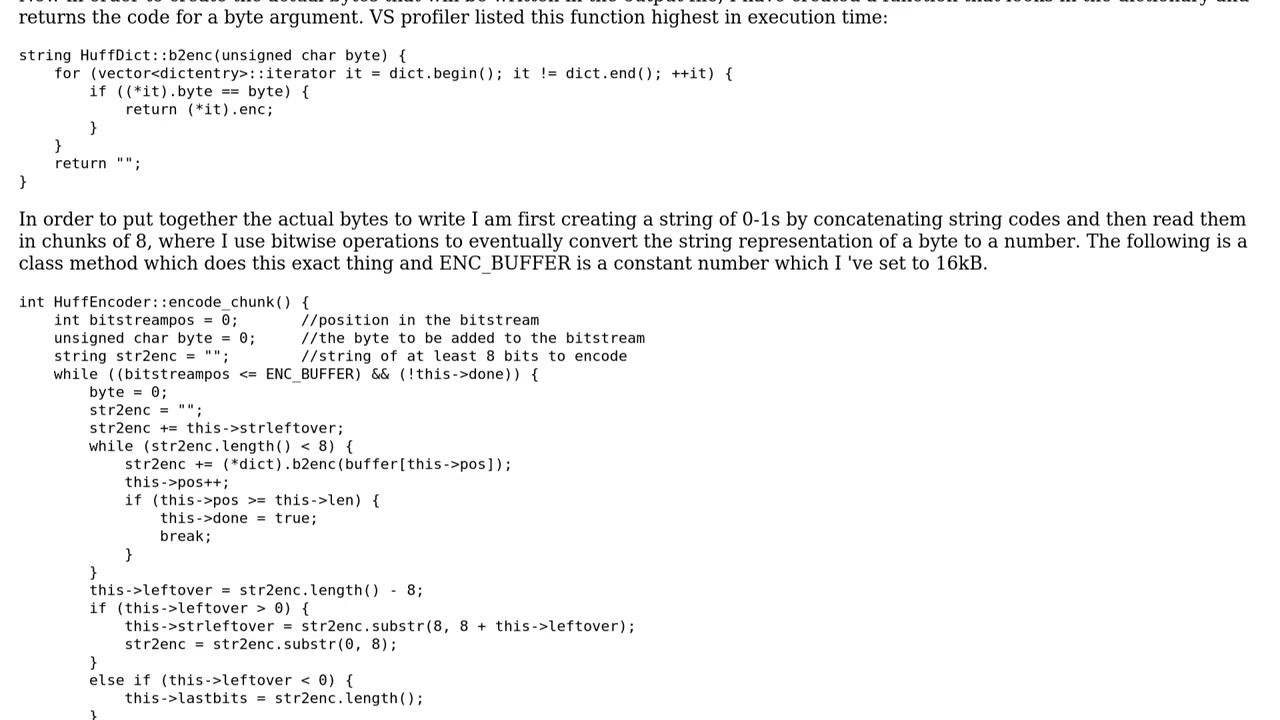 returns the code for a byte argument. VS profiler listed this function highest in execution time:
string HuffDict::b2enc(unsigned char byte) {
    for (vector<dictentry>::iterator it = dict.begin(); it != dict.end(); ++it) {
        if ((*it).byte == byte) {
            return (*it).enc;
        }
    }
    return "";
}
In order to put together the actual bytes to write I am first creating a string of 0-1s by concatenating string codes and then read them
in chunks of 8, where I use bitwise operations to eventually convert the string representation of a byte to a number. The following is a
class method which does this exact thing and ENC_BUFFER is a constant number which I 've set to 16kB.
int HuffEncoder::encode_chunk() {
    int bitstreampos = 0;       //position in the bitstream
    unsigned char byte = 0;     //the byte to be added to the bitstream
    string str2enc = "";        //string of at least 8 bits to encode
    while ((bitstreampos <= ENC_BUFFER) && (!this->done)) {
        byte = 0;
        str2enc = "";
        str2enc += this->strleftover;
        while (str2enc.length() < 8) {
            str2enc += (*dict).b2enc(buffer[this->pos]);
            this->pos++;
            if (this->pos >= this->len) {
                this->done = true;
                break;
            }
        }
        this->leftover = str2enc.length() - 8;
        if (this->leftover > 0) {
            this->strleftover = str2enc.substr(8, 8 + this->leftover);
            str2enc = str2enc.substr(0, 8);
        }
        else if (this->leftover < 0) {
            this->lastbits = str2enc.length();
        }